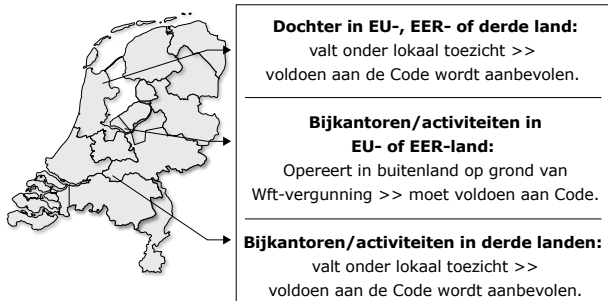 Dochter in EU-, EER- of derde land:
valt onder lokaal toezicht >>
voldoen aan de Code wordt aanbevolen.
Bijkantoren/activiteiten in
EU- of EER-land:
Opereert in buitenland op grond van
Wft-vergunning >> moet voldoen aan Code.
Bijkantoren/activiteiten in derde landen:
valt onder lokaal toezicht >>
voldoen aan de Code wordt aanbevolen.